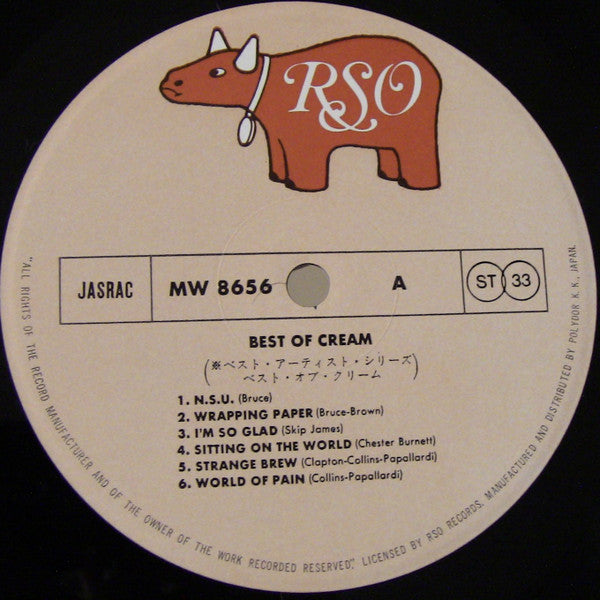 RSO
JASRAC MW 8656 A ST 33
BEST OF CREAM
(※ベスト・アーティスト・シリーズ
ベスト・オブ・クリーム)
1. N.S.U. (Bruce)
2. WRAPPING PAPER (Bruce-Brown)
3. I'M SO GLAD (Skip James)
4. SITTING ON THE WORLD (Chester Burnett)
5. STRANGE BREW (Clapton-Collins-Papallardi)
6. WORLD OF PAIN (Collins-Papallardi)
"ALL RIGHTS OF THE RECORD MANUFACTURER AND OF THE OWNER OF THE WORK RECORDED RESERVED". LICENSED BY RSO RECORDS. MANUFACTURED AND DISTRIBUTED BY POLYDOR K. K., JAPAN.